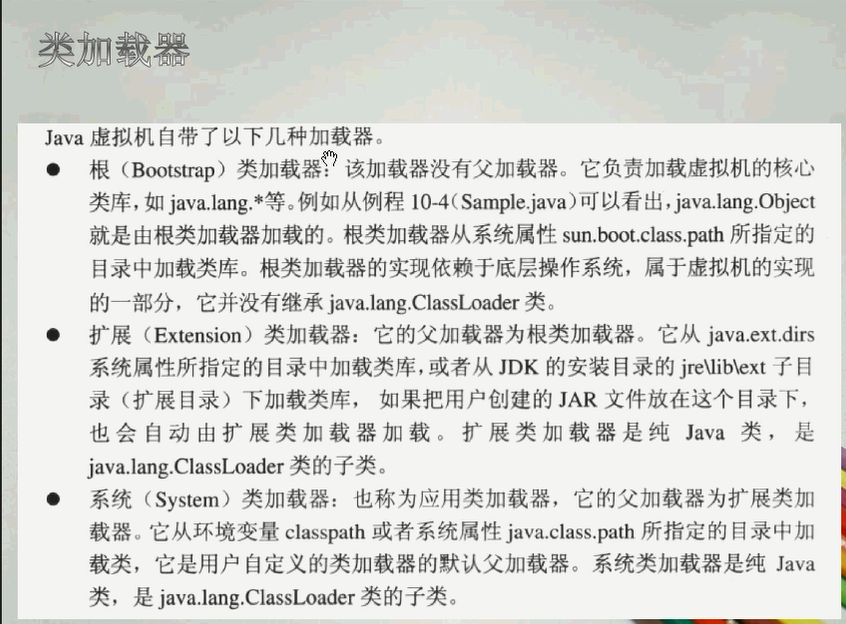 类加载器
Java 虚拟机自带了以下几种加载器。
● 根（Bootstrap）类加载器：该加载器没有父加载器。它负责加载虚拟机的核心
类库，如 java.lang.*等。例如从例程 10-4（Sample.java）可以看出，java.lang.Object
就是由根类加载器加载的。根类加载器从系统属性 sun.boot.class.path 所指定的
目录中加载类库。根类加载器的实现依赖于底层操作系统，属于虚拟机的实现
的一部分，它并没有继承 java.lang.ClassLoader 类。
● 扩展（Extension）类加载器：它的父加载器为根类加载器。它从 java.ext.dirs
系统属性所指定的目录中加载类库，或者从 JDK 的安装目录的 jre\lib\ext 子目
录（扩展目录）下加载类库， 如果把用户创建的 JAR 文件放在这个目录下，
也会自动由扩展类加载器加载。扩展类加载器是纯 Java 类，是
java.lang.ClassLoader 类的子类。
● 系统（System）类加载器：也称为应用类加载器，它的父加载器为扩展类加
载器。它从环境变量 classpath 或者系统属性 java.class.path 所指定的目录中加
载类，它是用户自定义的类加载器的默认父加载器。系统类加载器是纯 Java
类，是 java.lang.ClassLoader 类的子类。